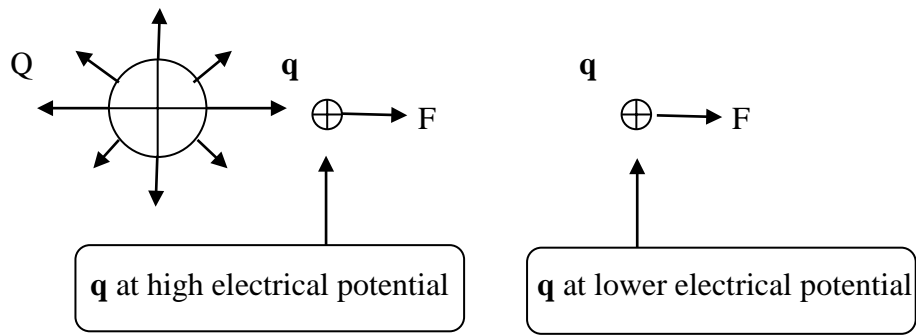 Q
q
F
q
F
q at high electrical potential
q at lower electrical potential